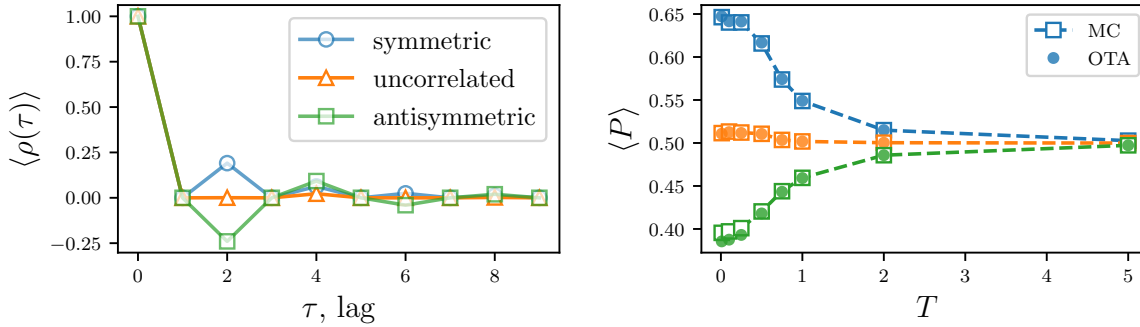 ⟨ρ(τ)⟩
1.00
0.75
0.50
0.25
0.00
−0.25
symmetric
uncorrelated
antisymmetric
0 2 4 6 8
τ, lag
⟨P⟩
0.65
0.60
0.55
0.50
0.45
0.40
MC
OTA
0 1 2 3 4 5
T